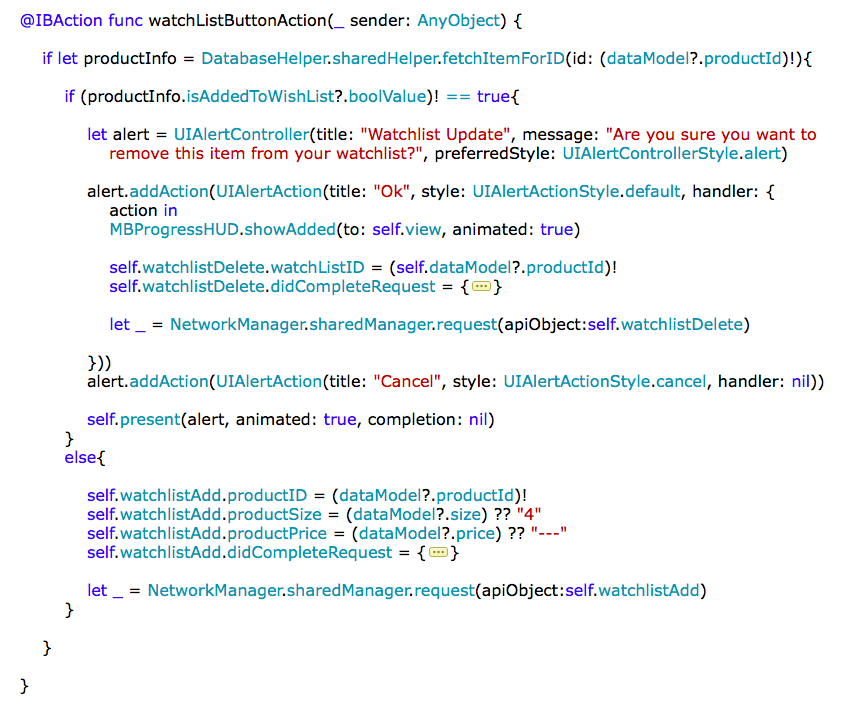 @IBAction func watchListButtonAction(_ sender: AnyObject) {
if let productInfo = DatabaseHelper.sharedHelper.fetchItemForID(id: (dataModel?.productId)!){
if (productInfo.isAddedToWishList?.boolValue)! == true{
let alert = UIAlertController(title: "Watchlist Update", message: "Are you sure you want to
remove this item from your watchlist?", preferredStyle: UIAlertControllerStyle.alert)
alert.addAction(UIAlertAction(title: "Ok", style: UIAlertActionStyle.default, handler: {
action in
MBProgressHUD.showAdded(to: self.view, animated: true)
self.watchlistDelete.watchListID = (self.dataModel?.productId)!
self.watchlistDelete.didCompleteRequest = {•••}
let _ = NetworkManager.sharedManager.request(apiObject:self.watchlistDelete)
}))
alert.addAction(UIAlertAction(title: "Cancel", style: UIAlertActionStyle.cancel, handler: nil))
self.present(alert, animated: true, completion: nil)
}
else{
self.watchlistAdd.productID = (dataModel?.productId)!
self.watchlistAdd.productSize = (dataModel?.size) ?? "4"
self.watchlistAdd.productPrice = (dataModel?.price) ?? "---"
self.watchlistAdd.didCompleteRequest = {•••}
let _ = NetworkManager.sharedManager.request(apiObject:self.watchlistAdd)
}
}
}